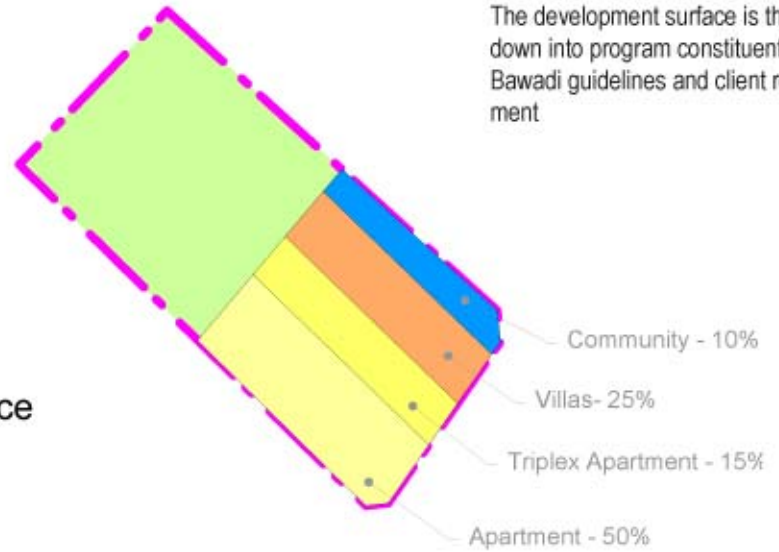 The development surface is th
down into program constituent
Bawadi guidelines and client r
ment
Community - 10%
Villas- 25%
ce
Triplex Apartment - 15%
Apartment - 50%